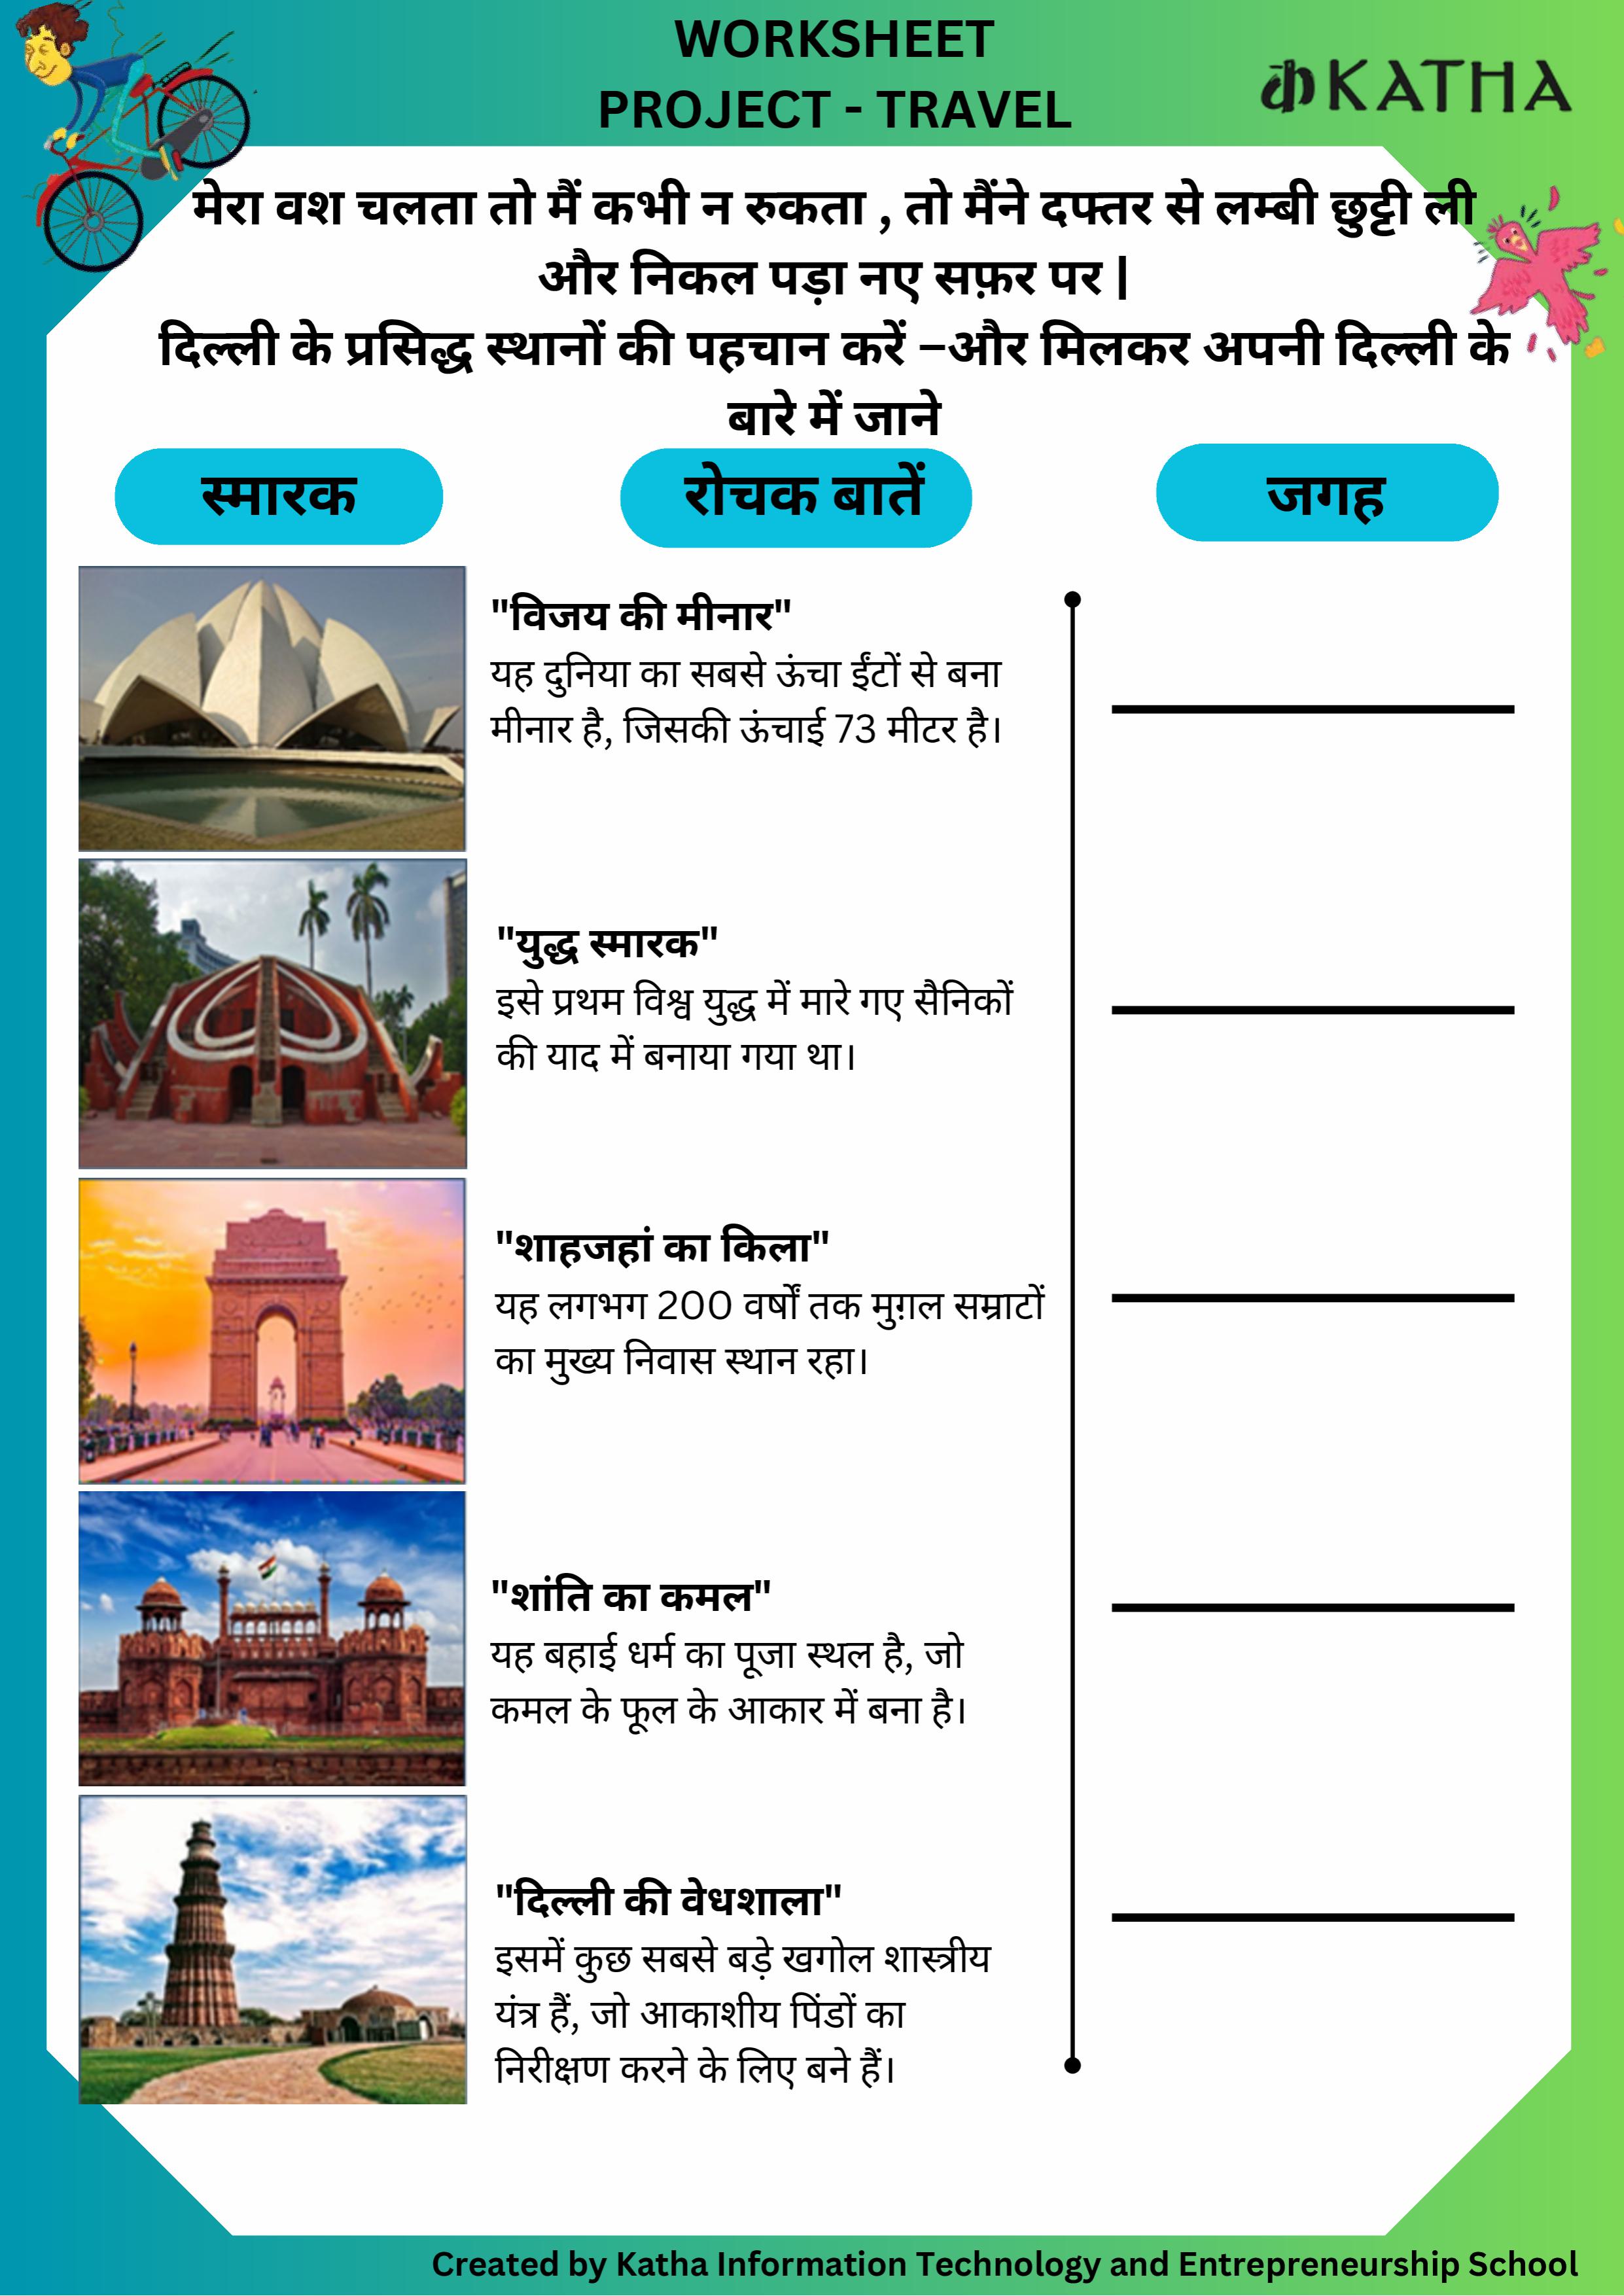 WORKSHEET
PROJECT - TRAVEL
कKATHA
मेरा वश चलता तो मैं कभी न रुकता , तो मैंने दफ्तर से लम्बी छुट्टी ली
और निकल पड़ा नए सफ़र पर |
दिल्ली के प्रसिद्ध स्थानों की पहचान करें –और मिलकर अपनी दिल्ली के
बारे में जाने
स्मारक
रोचक बातें
जगह
"विजय की मीनार"
यह दुनिया का सबसे ऊंचा ईंटों से बना
मीनार है, जिसकी ऊंचाई 73 मीटर है।
"युद्ध स्मारक"
इसे प्रथम विश्व युद्ध में मारे गए सैनिकों
की याद में बनाया गया था।
"शाहजहां का किला"
यह लगभग 200 वर्षों तक मुग़ल सम्राटों
का मुख्य निवास स्थान रहा।
"शांति का कमल"
यह बहाई धर्म का पूजा स्थल है, जो
कमल के फूल के आकार में बना है।
"दिल्ली की वेधशाला"
इसमें कुछ सबसे बड़े खगोल शास्त्रीय
यंत्र हैं, जो आकाशीय पिंडों का
निरीक्षण करने के लिए बने हैं।
Created by Katha Information Technology and Entrepreneurship School